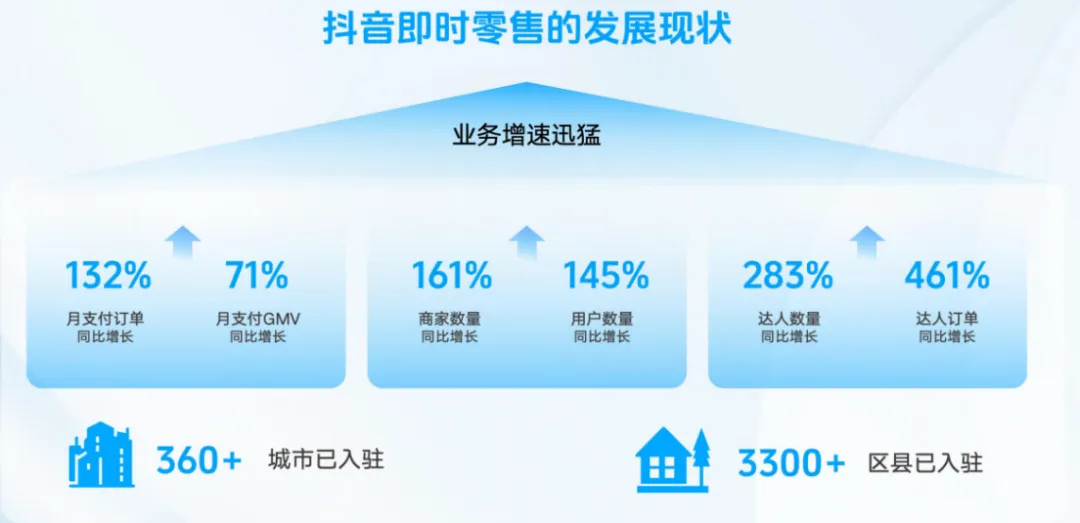 抖音即时零售的发展现状
业务增速迅猛
132%
月支付订单
同比增长
71%
月支付GMV
同比增长
161%
商家数量
同比增长
145%
用户数量
同比增长
283%
达人数量
同比增长
461%
达人订单
同比增长
360+ 城市已入驻
3300+ 区县已入驻